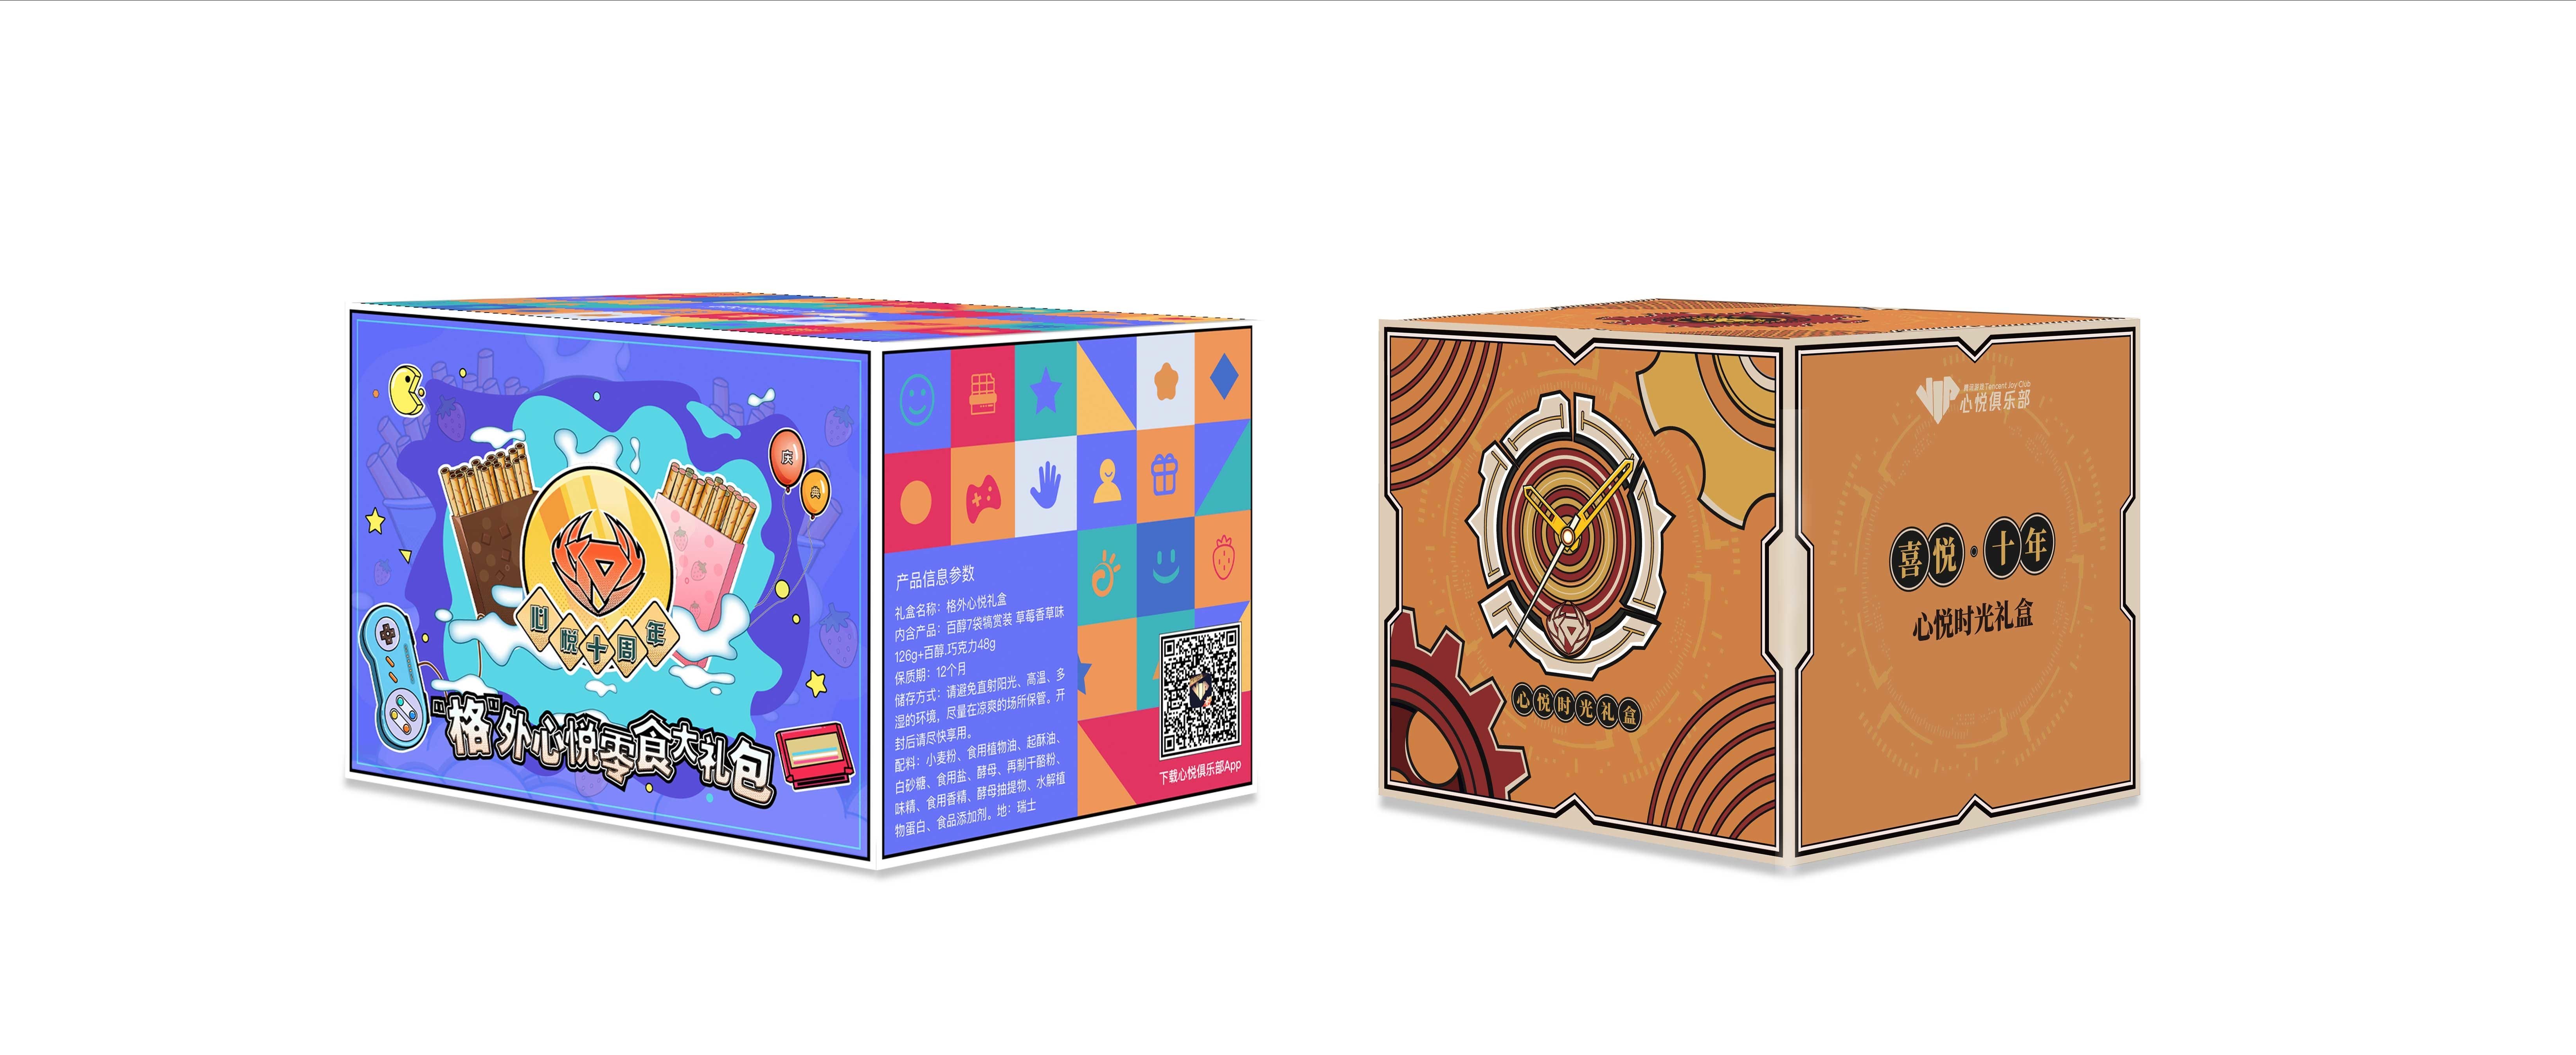 庆
典
心悦十周年
"格"外心悦零食大礼包
产品信息参数
礼盒名称：格外心悦礼盒
内含产品：百醇7袋犒赏装 草莓香草味
126g+百醇.巧克力48g
保质期：12个月
储存方式：请避免直射阳光、高温、多
湿的环境，尽量在凉爽的场所保管。开
封后请尽快享用。
配料：小麦粉、食用植物油、起酥油、
白砂糖、食用盐、酵母、再制干酪粉、
味精、食用香精、酵母抽提物、水解植
物蛋白、食品添加剂。地：瑞士
下载心悦俱乐部App
心悦时光礼盒
腾讯游戏 Tencent Joy Club
心悦俱乐部
喜悦·十年
心悦时光礼盒